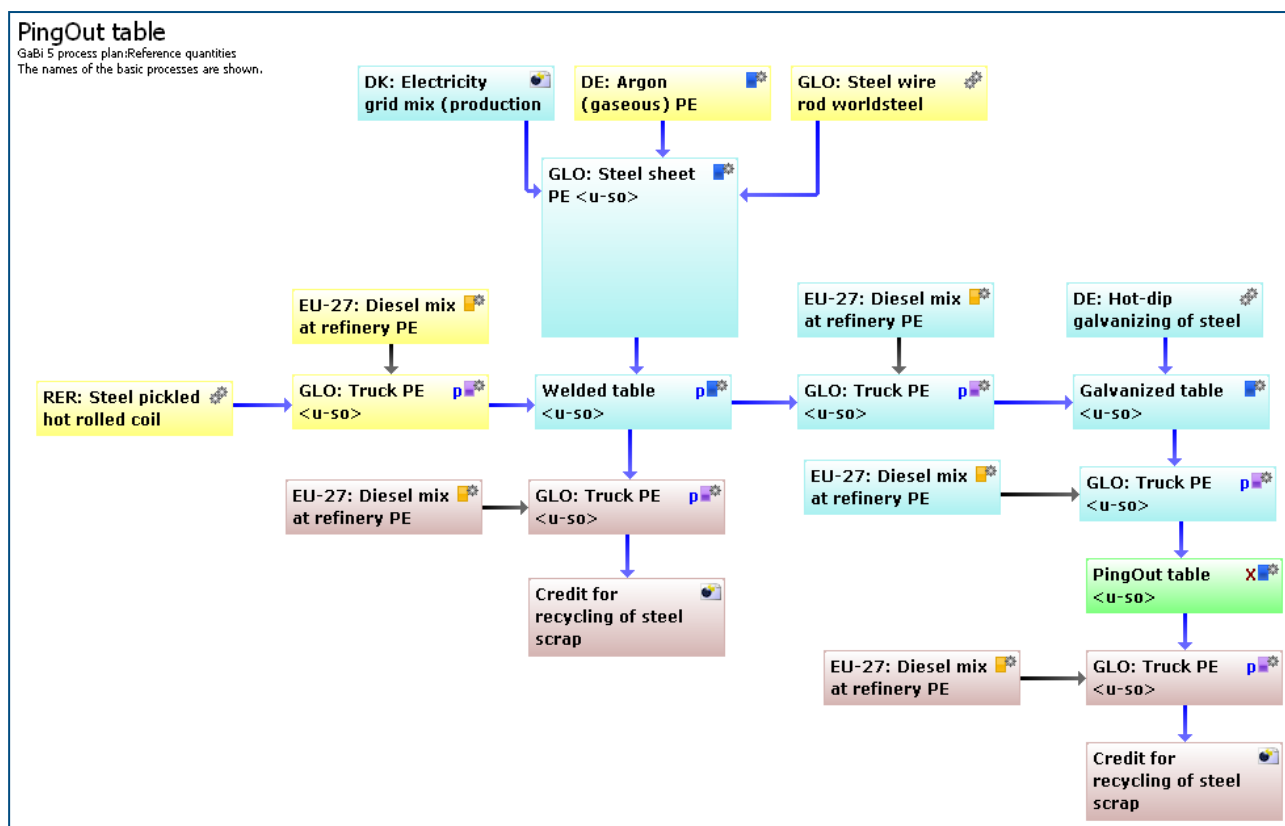 PingOut table
GaBi 5 process plan:Reference quantities
The names of the basic processes are shown.
DK: Electricity
grid mix (production
DE: Argon
(gaseous) PE
GLO: Steel wire
rod worldsteel
GLO: Steel sheet
PE <u-so>
EU-27: Diesel mix
at refinery PE
EU-27: Diesel mix
at refinery PE
DE: Hot-dip
galvanizing of steel
RER: Steel pickled
hot rolled coil
GLO: Truck PE p
<u-so>
Welded table p
<u-so>
GLO: Truck PE p
<u-so>
Galvanized table
<u-so>
EU-27: Diesel mix
at refinery PE
GLO: Truck PE p
<u-so>
EU-27: Diesel mix
at refinery PE
GLO: Truck PE p
<u-so>
Credit for
recycling of steel
scrap
PingOut table X
<u-so>
EU-27: Diesel mix
at refinery PE
GLO: Truck PE p
<u-so>
Credit for
recycling of steel
scrap